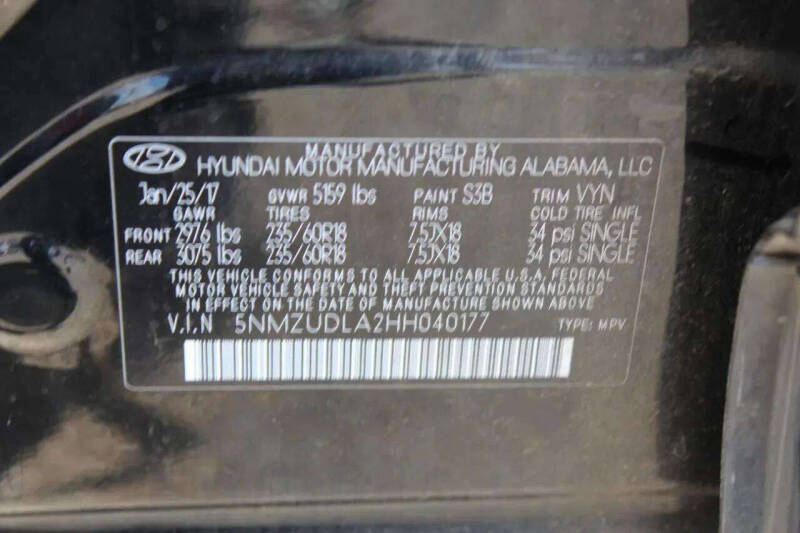 MANUFACTURED BY
HYUNDAI MOTOR MANUFACTURING ALABAMA, LLC
Jan/25/17 GVWR 5159 lbs PAINT S3B TRIM VYN
GAWR TIRES RIMS COLD TIRE INFL
FRONT 2976 lbs 235/60R18 7.5JX18 34 psi SINGLE
REAR 3075 lbs 235/60R18 7.5JX18 34 psi SINGLE
THIS VEHICLE CONFORMS TO ALL APPLICABLE U.S.A. FEDERAL
MOTOR VEHICLE SAFETY AND THEFT PREVENTION STANDARDS
IN EFFECT ON THE DATE OF MANUFACTURE SHOWN ABOVE.
V.I.N 5NMZUDLA2HH040177 TYPE: MPV